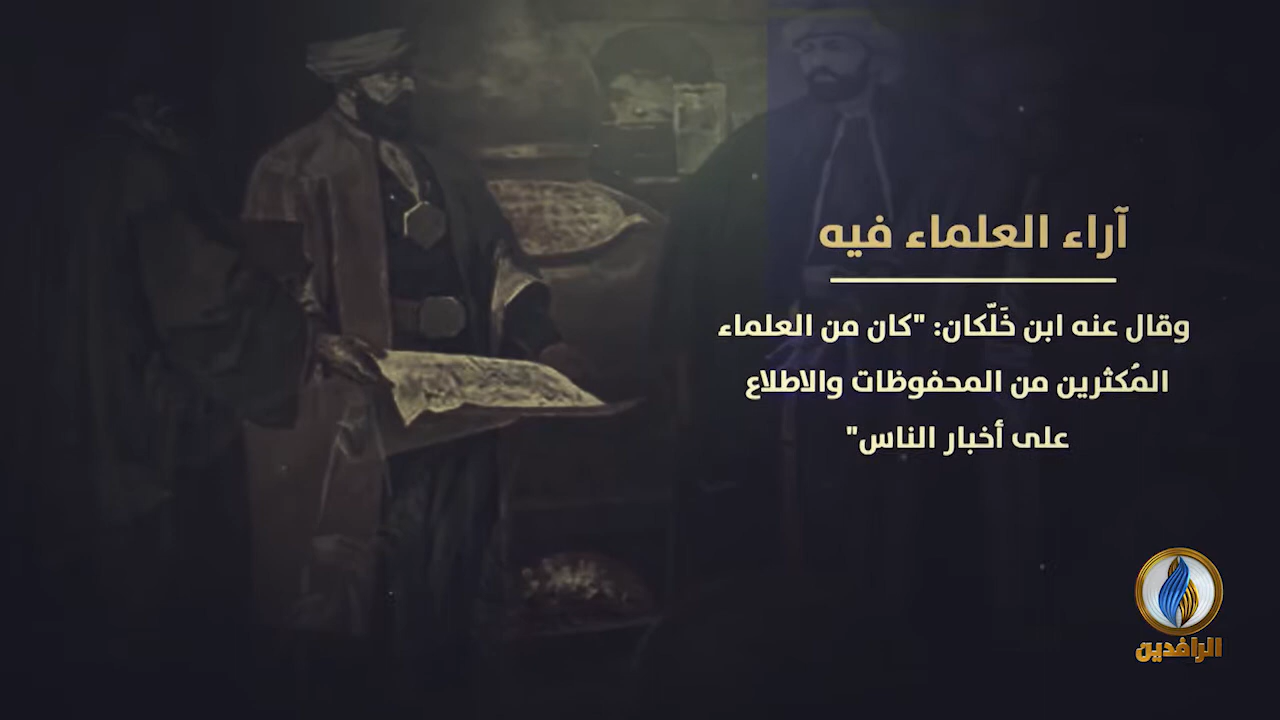 آراء العلماء فيه
وقال عنه ابن خَلّكان: "كان من العلماء
المُكثرين من المحفوظات والاطلاع
على أخبار الناس"
الرافدين